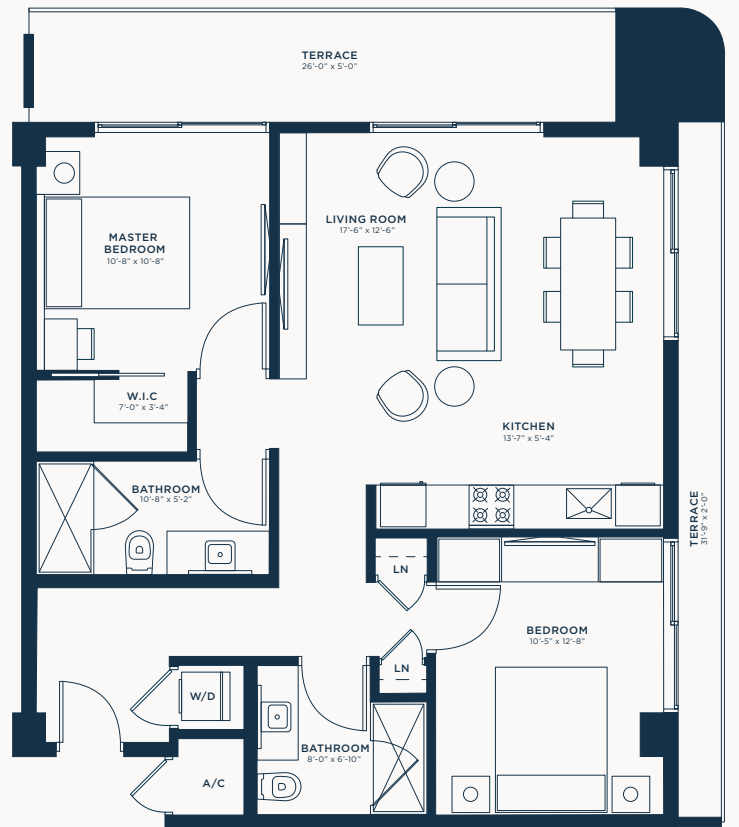 TERRACE
26'-0" x 5'-0"
MASTER
BEDROOM
10'-8" x 10'-8"
LIVING ROOM
17'-6" x 12'-6"
W.I.C
7'-0" x 3'-4"
KITCHEN
13'-7" x 5'-4"
BATHROOM
10'-8" x 5'-2"
TERRACE
31'-9" x 2'-0"
LN
BEDROOM
10'-5" x 12'-8"
LN
W/D
BATHROOM
8'-0" x 6'-10"
A/C